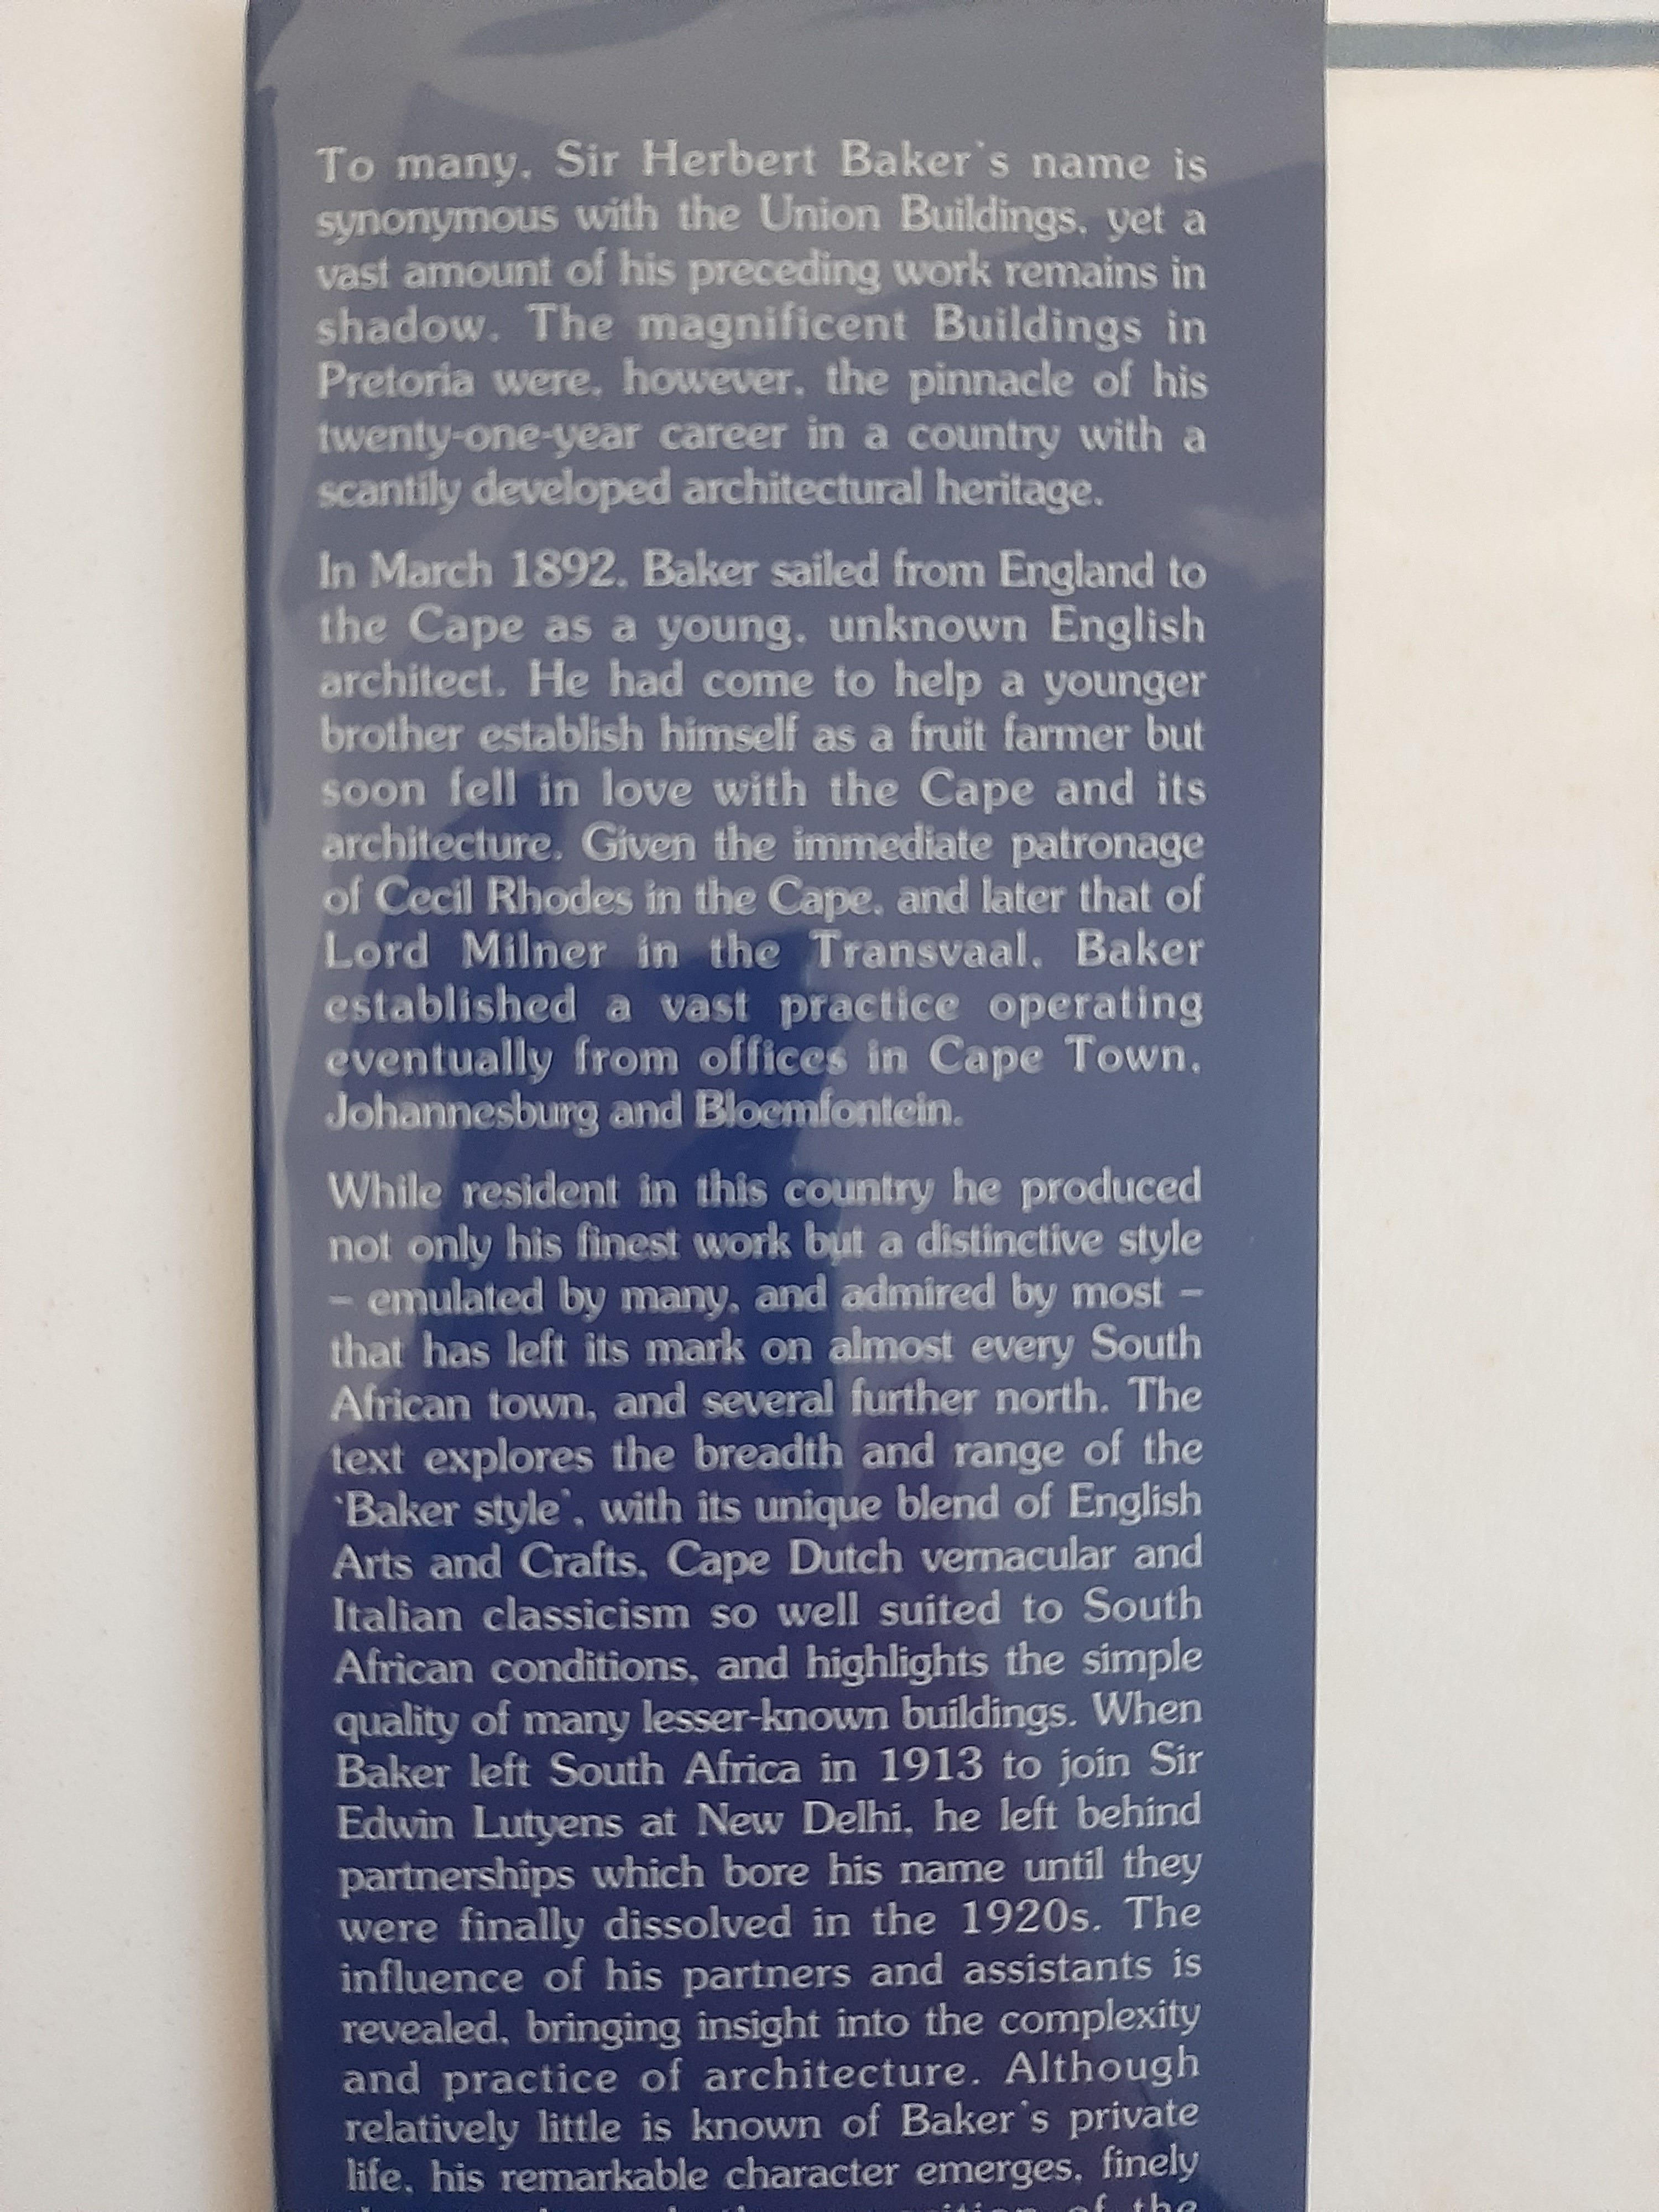 To many, Sir Herbert Baker's name is
synonymous with the Union Buildings, yet a
vast amount of his preceding work remains in
shadow. The magnificent Buildings in
Pretoria were, however, the pinnacle of his
twenty-one-year career in a country with a
scantily developed architectural heritage.
In March 1892, Baker sailed from England to
the Cape as a young, unknown English
architect. He had come to help a younger
brother establish himself as a fruit farmer but
soon fell in love with the Cape and its
architecture. Given the immediate patronage
of Cecil Rhodes in the Cape, and later that of
Lord Milner in the Transvaal, Baker
established a vast practice operating
eventually from offices in Cape Town,
Johannesburg and Bloemfontein.
While resident in this country he produced
not only his finest work but a distinctive style
– emulated by many, and admired by most –
that has left its mark on almost every South
African town, and several further north. The
text explores the breadth and range of the
'Baker style', with its unique blend of English
Arts and Crafts, Cape Dutch vernacular and
Italian classicism so well suited to South
African conditions, and highlights the simple
quality of many lesser-known buildings. When
Baker left South Africa in 1913 to join Sir
Edwin Lutyens at New Delhi, he left behind
partnerships which bore his name until they
were finally dissolved in the 1920s. The
influence of his partners and assistants is
revealed, bringing insight into the complexity
and practice of architecture. Although
relatively little is known of Baker's private
life, his remarkable character emerges, finely
of the